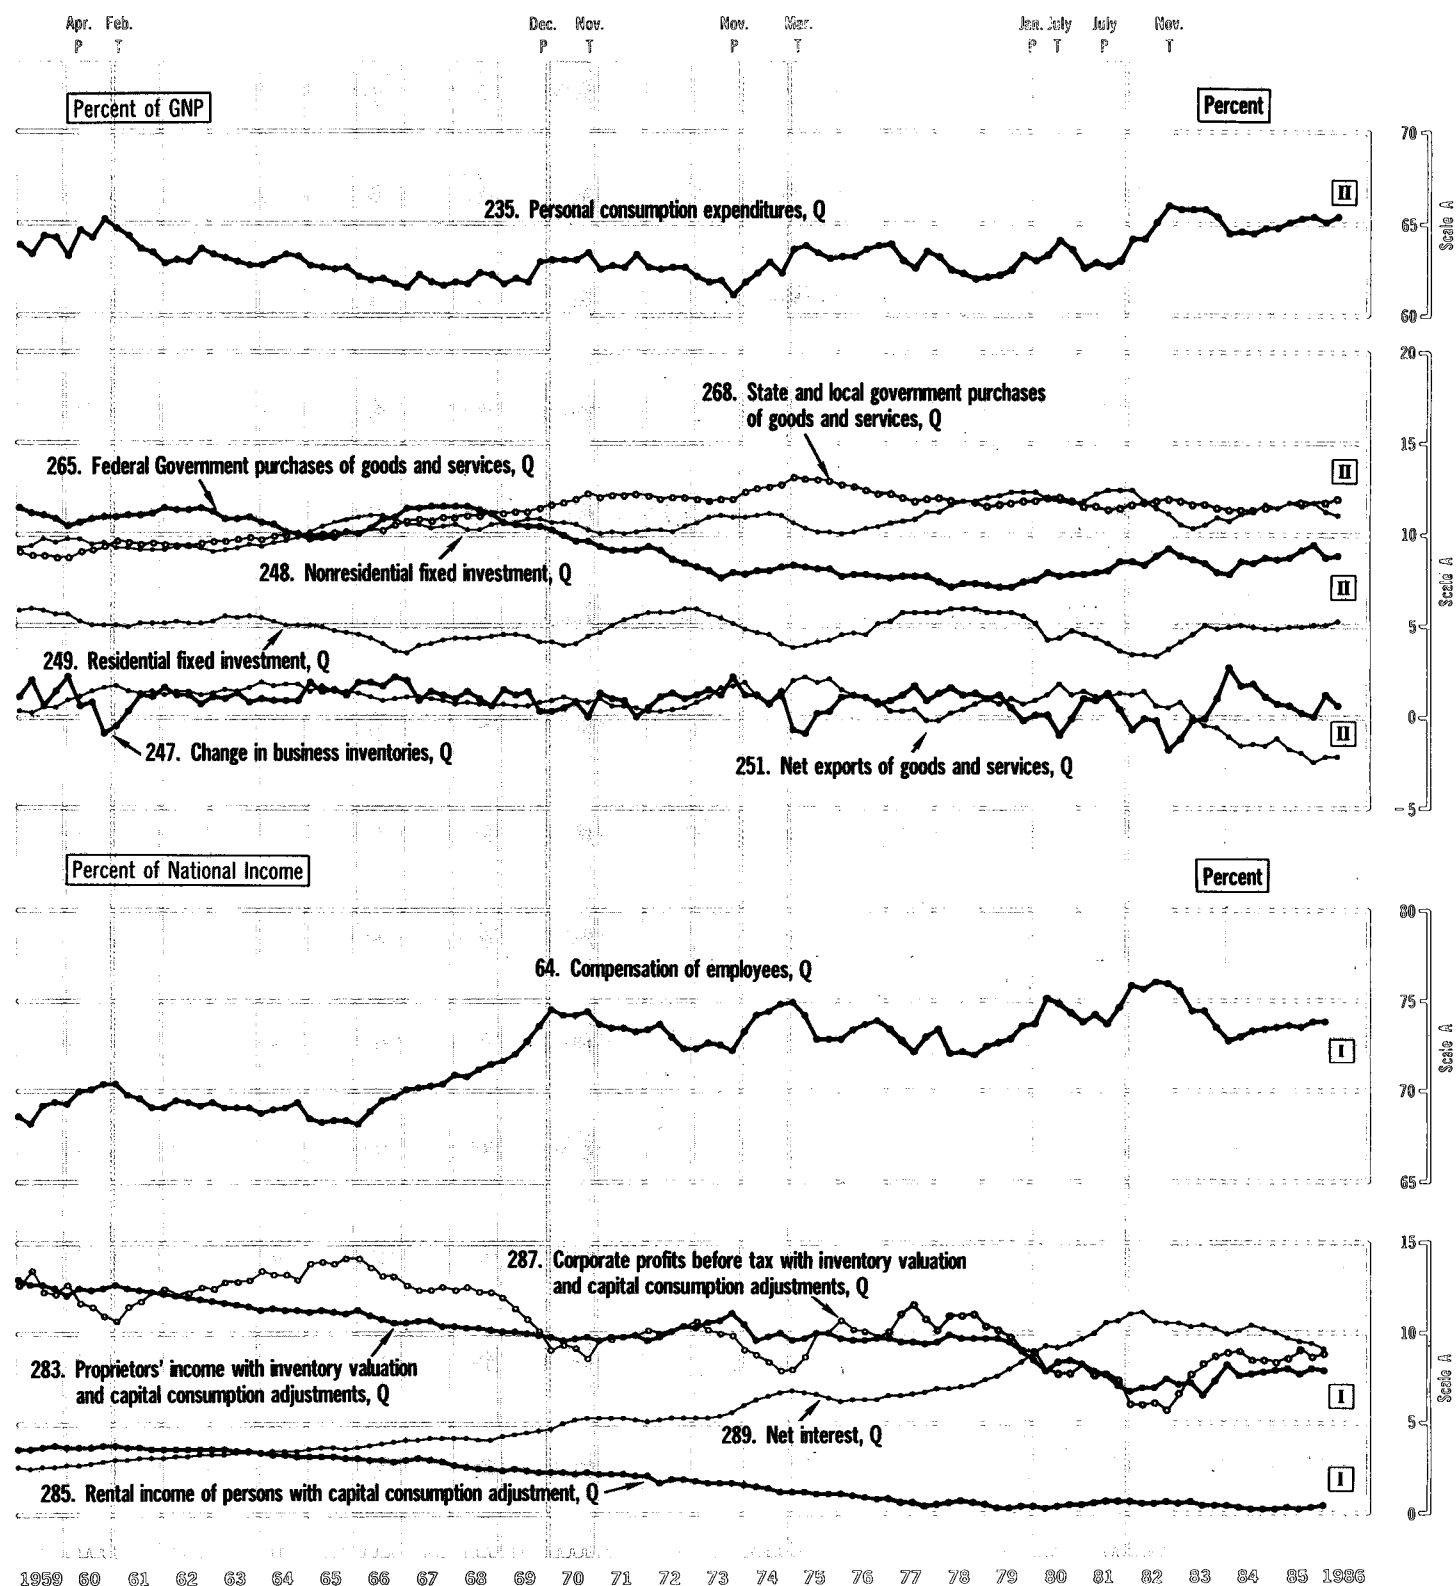 Apr. Feb. Dec. Nov. Nov. Mar. Jan. July July Nov.
P T P T P T P T P T
Percent of GNP
Percent
70
II
235. Personal consumption expenditures, Q
65
Scale A
60
20
268. State and local government purchases
of goods and services, Q
15
265. Federal Government purchases of goods and services, Q
II
10
248. Nonresidential fixed investment, Q
II
Scale A
5
249. Residential fixed investment, Q
0
247. Change in business inventories, Q
II
251. Net exports of goods and services, Q
-5
Percent of National Income
Percent
80
64. Compensation of employees, Q
75
I
Scale A
70
65
15
287. Corporate profits before tax with inventory valuation
and capital consumption adjustments, Q
10
283. Proprietors' income with inventory valuation
and capital consumption adjustments, Q
I
Scale A
5
289. Net interest, Q
285. Rental income of persons with capital consumption adjustment, Q
I
0
1959 60 61 62 63 64 65 66 67 68 69 70 71 72 73 74 75 76 77 78 79 80 81 82 83 84 85 1986